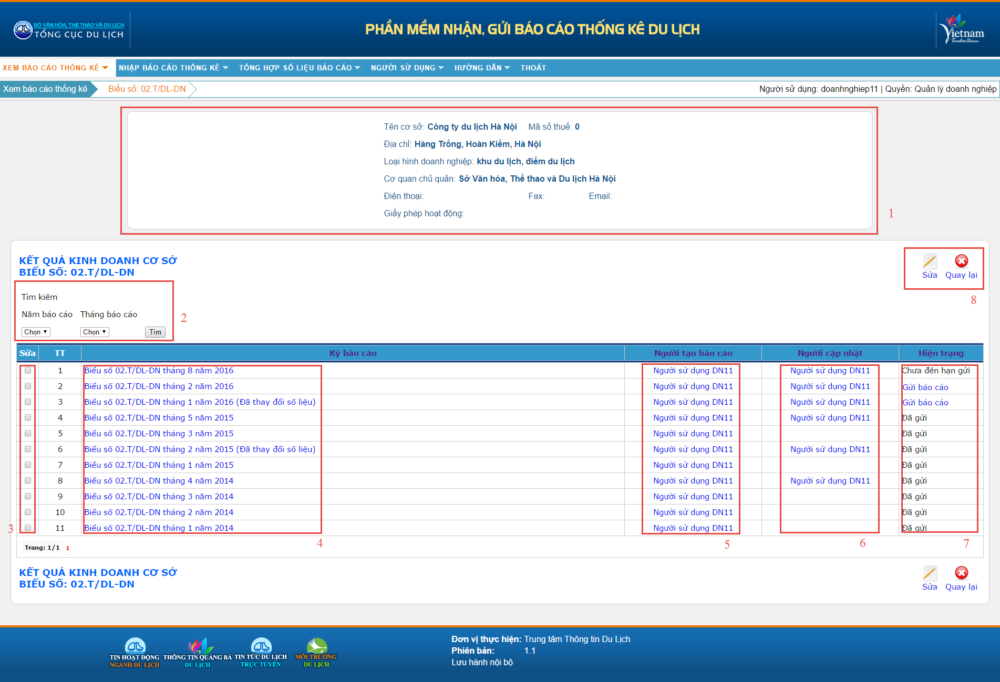 BỘ VĂN HÓA, THỂ THAO VÀ DU LỊCH
TỔNG CỤC DU LỊCH
PHẦN MỀM NHẬN, GỬI BÁO CÁO THỐNG KÊ DU LỊCH
Vietnam
Timeless Charm
XEM BÁO CÁO THỐNG KÊ NHẬP BÁO CÁO THỐNG KÊ TỔNG HỢP SỐ LIỆU BÁO CÁO NGƯỜI SỬ DỤNG HƯỚNG DẪN THOÁT
Xem báo cáo thống kê Biểu số: 02.T/DL-DN Người sử dụng: doanhnghiep11 | Quyền: Quản lý doanh nghiệp
Tên cơ sở: Công ty du lịch Hà Nội Mã số thuế: 0
Địa chỉ: Hàng Trống, Hoàn Kiếm, Hà Nội
Loại hình doanh nghiệp: khu du lịch, điểm du lịch
Cơ quan chủ quản: Sở Văn hóa, Thể thao và Du lịch Hà Nội
Điện thoại: Fax: Email:
Giấy phép hoạt động:
1
KẾT QUẢ KINH DOANH CƠ SỞ
BIỂU SỐ: 02.T/DL-DN
Sửa Quay lại
8
Tìm kiếm
Năm báo cáo Tháng báo cáo
2
Chọn Chọn Tìm
Sửa TT Kỳ báo cáo Người tạo báo cáo Người cập nhật Hiện trạng
1 Biểu số 02.T/DL-DN tháng 8 năm 2016 Người sử dụng DN11 Người sử dụng DN11 Chưa đến hạn gửi
2 Biểu số 02.T/DL-DN tháng 2 năm 2016 Người sử dụng DN11 Người sử dụng DN11 Gửi báo cáo
3 Biểu số 02.T/DL-DN tháng 1 năm 2016 (Đã thay đổi số liệu) Người sử dụng DN11 Người sử dụng DN11 Gửi báo cáo
4 Biểu số 02.T/DL-DN tháng 5 năm 2015 Người sử dụng DN11 Người sử dụng DN11 Đã gửi
5 Biểu số 02.T/DL-DN tháng 3 năm 2015 Người sử dụng DN11 Đã gửi
6 Biểu số 02.T/DL-DN tháng 2 năm 2015 (Đã thay đổi số liệu) Người sử dụng DN11 Người sử dụng DN11 Đã gửi
7 Biểu số 02.T/DL-DN tháng 1 năm 2015 Người sử dụng DN11 Đã gửi
8 Biểu số 02.T/DL-DN tháng 4 năm 2014 Người sử dụng DN11 Người sử dụng DN11 Đã gửi
9 Biểu số 02.T/DL-DN tháng 3 năm 2014 Người sử dụng DN11 Đã gửi
10 Biểu số 02.T/DL-DN tháng 2 năm 2014 Người sử dụng DN11 Đã gửi
11 Biểu số 02.T/DL-DN tháng 1 năm 2014 Người sử dụng DN11 Đã gửi
3 4 5 6 7
Trang: 1/1 1
KẾT QUẢ KINH DOANH CƠ SỞ
BIỂU SỐ: 02.T/DL-DN
Sửa Quay lại
TIN HOẠT ĐỘNG
NGÀNH DU LỊCH
THÔNG TIN QUẢNG BÁ
DU LỊCH
TIN TỨC DU LỊCH
TRỰC TUYẾN
MÔI TRƯỜNG
DU LỊCH
Đơn vị thực hiện: Trung tâm Thông tin Du Lịch
Phiên bản: 1.1
Lưu hành nội bộ